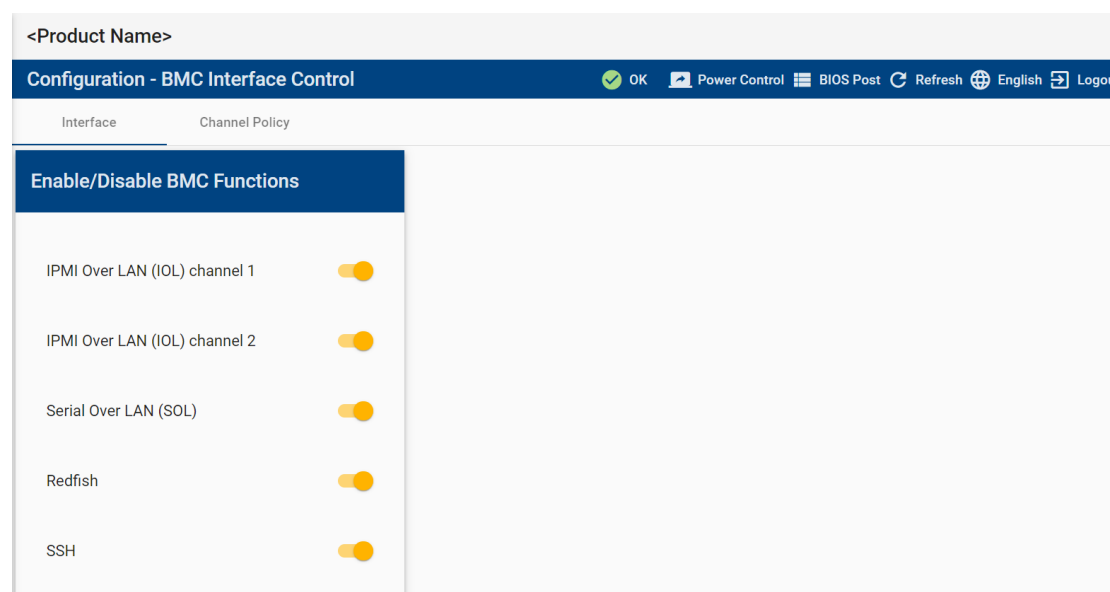 <Product Name>
Configuration - BMC Interface Control OK Power Control BIOS Post Refresh English Logou
Interface Channel Policy
Enable/Disable BMC Functions
IPMI Over LAN (IOL) channel 1
IPMI Over LAN (IOL) channel 2
Serial Over LAN (SOL)
Redfish
SSH